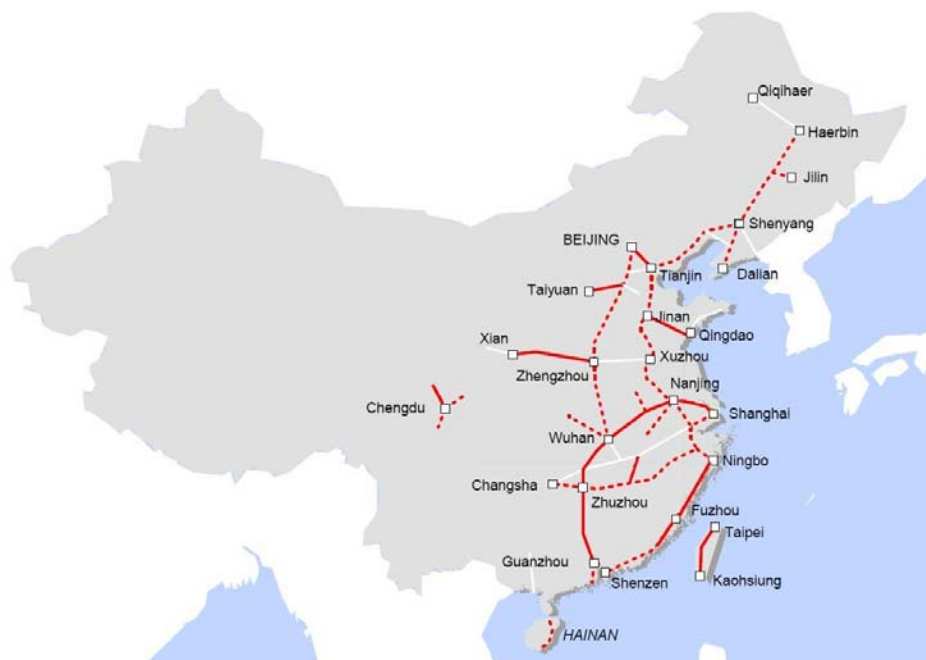 Qiqihaer
Haerbin
Jilin
Shenyang
BEIJING
Tianjin
Dalian
Taiyuan
Jinan
Qingdao
Xian
Xuzhou
Zhengzhou
Nanjing
Chengdu
Shanghai
Wuhan
Ningbo
Changsha
Zhuzhou
Fuzhou
Taipei
Guanzhou
Shenzen
Kaohsiung
HAINAN